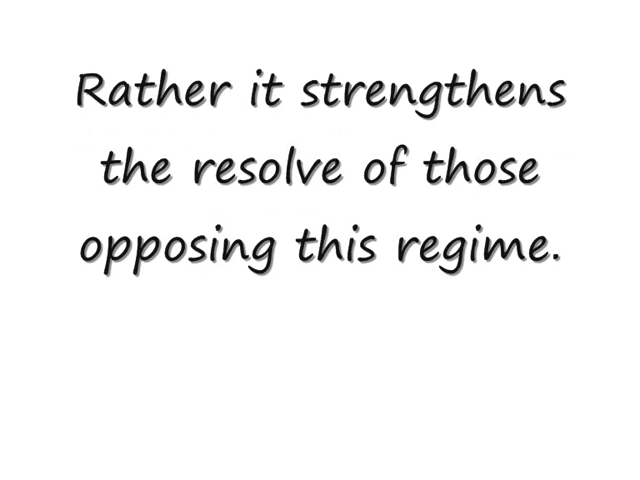 Rather it strengthens
the resolve of those
opposing this regime.